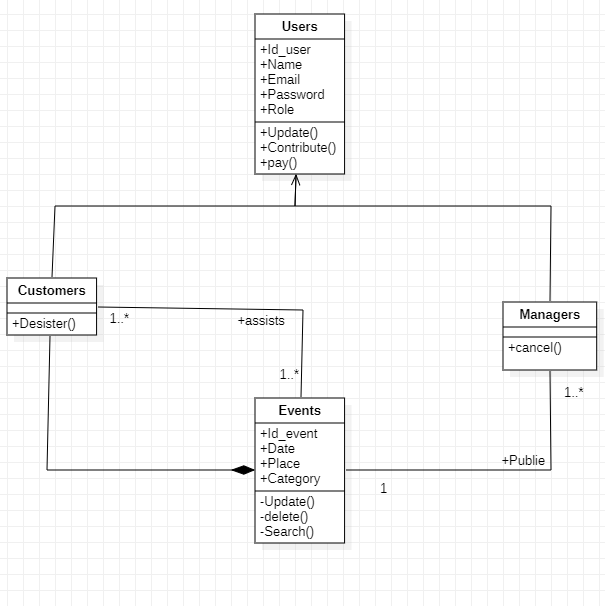 Users
+Id_user
+Name
+Email
+Password
+Role
+Update()
+Contribute()
+pay()
Customers
+Desister()
1..*
+assists
1..*
Managers
+cancel()
1..*
+Publie
1
Events
+Id_event
+Date
+Place
+Category
-Update()
-delete()
-Search()